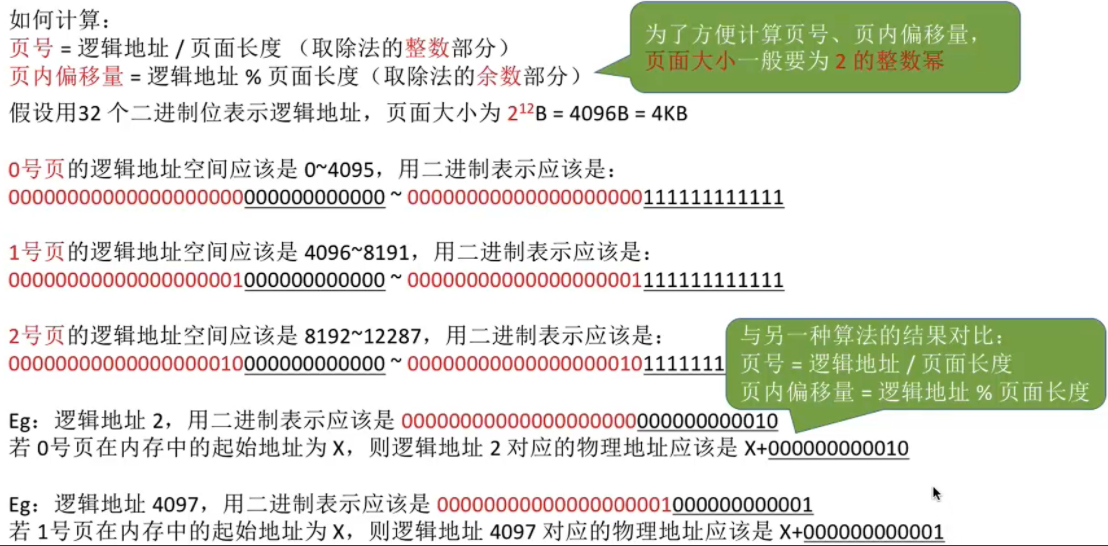 如何计算：
页号 = 逻辑地址 / 页面长度 （取除法的整数部分）
页内偏移量 = 逻辑地址 % 页面长度（取除法的余数部分）
为了方便计算页号、页内偏移量，
页面大小一般要为 2 的整数幂
假设用32 个二进制位表示逻辑地址，页面大小为 2¹²B = 4096B = 4KB
0号页的逻辑地址空间应该是 0~4095，用二进制表示应该是：
00000000000000000000000000000000 ~ 00000000000000000000111111111111
1号页的逻辑地址空间应该是 4096~8191，用二进制表示应该是：
00000000000000000001000000000000 ~ 00000000000000000001111111111111
2号页的逻辑地址空间应该是 8192~12287，用二进制表示应该是：
00000000000000000010000000000000 ~ 000000000000000000101111111
与另一种算法的结果对比：
页号 = 逻辑地址 / 页面长度
页内偏移量 = 逻辑地址 % 页面长度
Eg：逻辑地址 2，用二进制表示应该是 00000000000000000000000000000010
若 0号页在内存中的起始地址为 X，则逻辑地址 2 对应的物理地址应该是 X+000000000010
Eg：逻辑地址 4097，用二进制表示应该是 00000000000000000001000000000001
若 1号页在内存中的起始地址为 X，则逻辑地址 4097 对应的物理地址应该是 X+000000000001